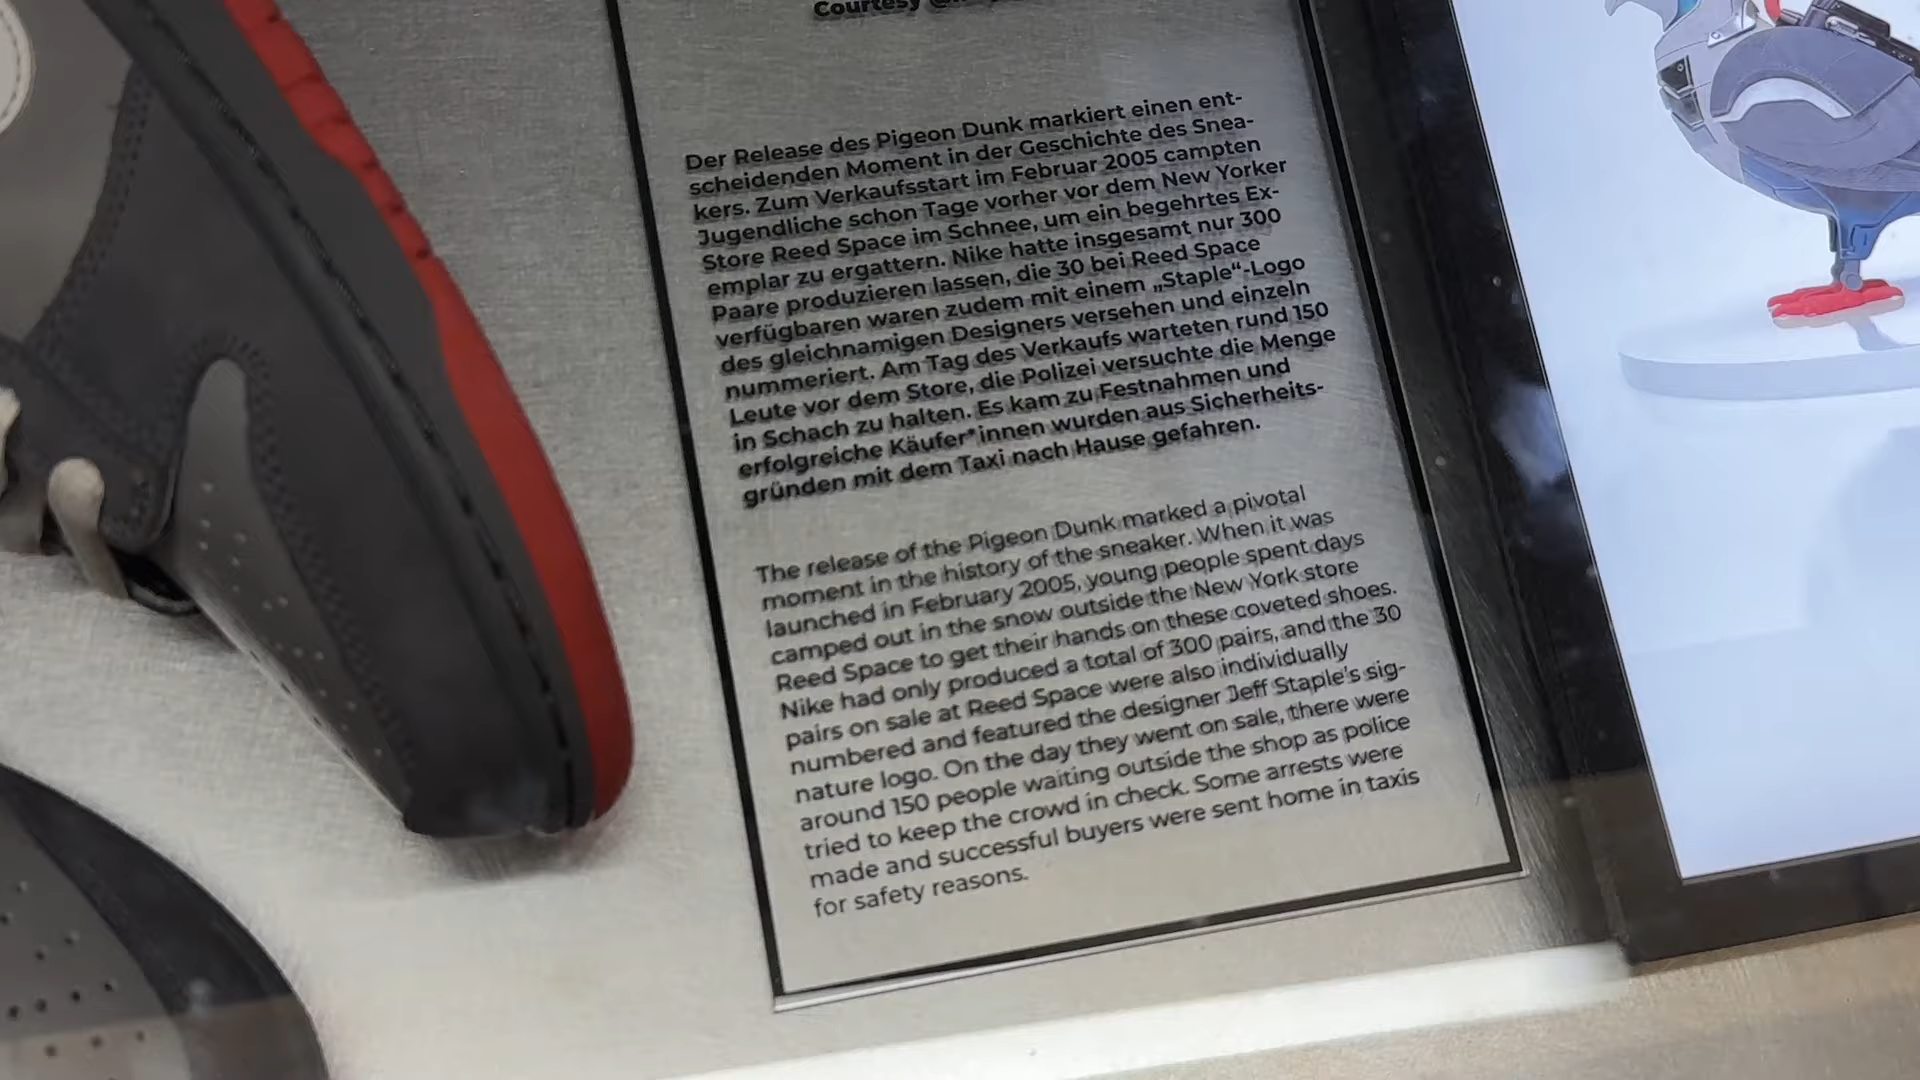 Courtesy
Der Release des Pigeon Dunk markiert einen ent-
scheidenden Moment in der Geschichte des Snea-
kers. Zum Verkaufsstart im Februar 2005 campten
Jugendliche schon Tage vorher vor dem New Yorker
Store Reed Space im Schnee, um ein begehrtes Ex-
emplar zu ergattern. Nike hatte insgesamt nur 300
Paare produzieren lassen, die 30 bei Reed Space
verfügbaren waren zudem mit einem „Staple“-Logo
des gleichnamigen Designers versehen und einzeln
nummeriert. Am Tag des Verkaufs warteten rund 150
Leute vor dem Store, die Polizei versuchte die Menge
in Schach zu halten. Es kam zu Festnahmen und
erfolgreiche Käufer*innen wurden aus Sicherheits-
gründen mit dem Taxi nach Hause gefahren.
The release of the Pigeon Dunk marked a pivotal
moment in the history of the sneaker. When it was
launched in February 2005, young people spent days
camped out in the snow outside the New York store
Reed Space to get their hands on these coveted shoes.
Nike had only produced a total of 300 pairs, and the 30
pairs on sale at Reed Space were also individually
numbered and featured the designer Jeff Staple's sig-
nature logo. On the day they went on sale, there were
around 150 people waiting outside the shop as police
tried to keep the crowd in check. Some arrests were
made and successful buyers were sent home in taxis
for safety reasons.